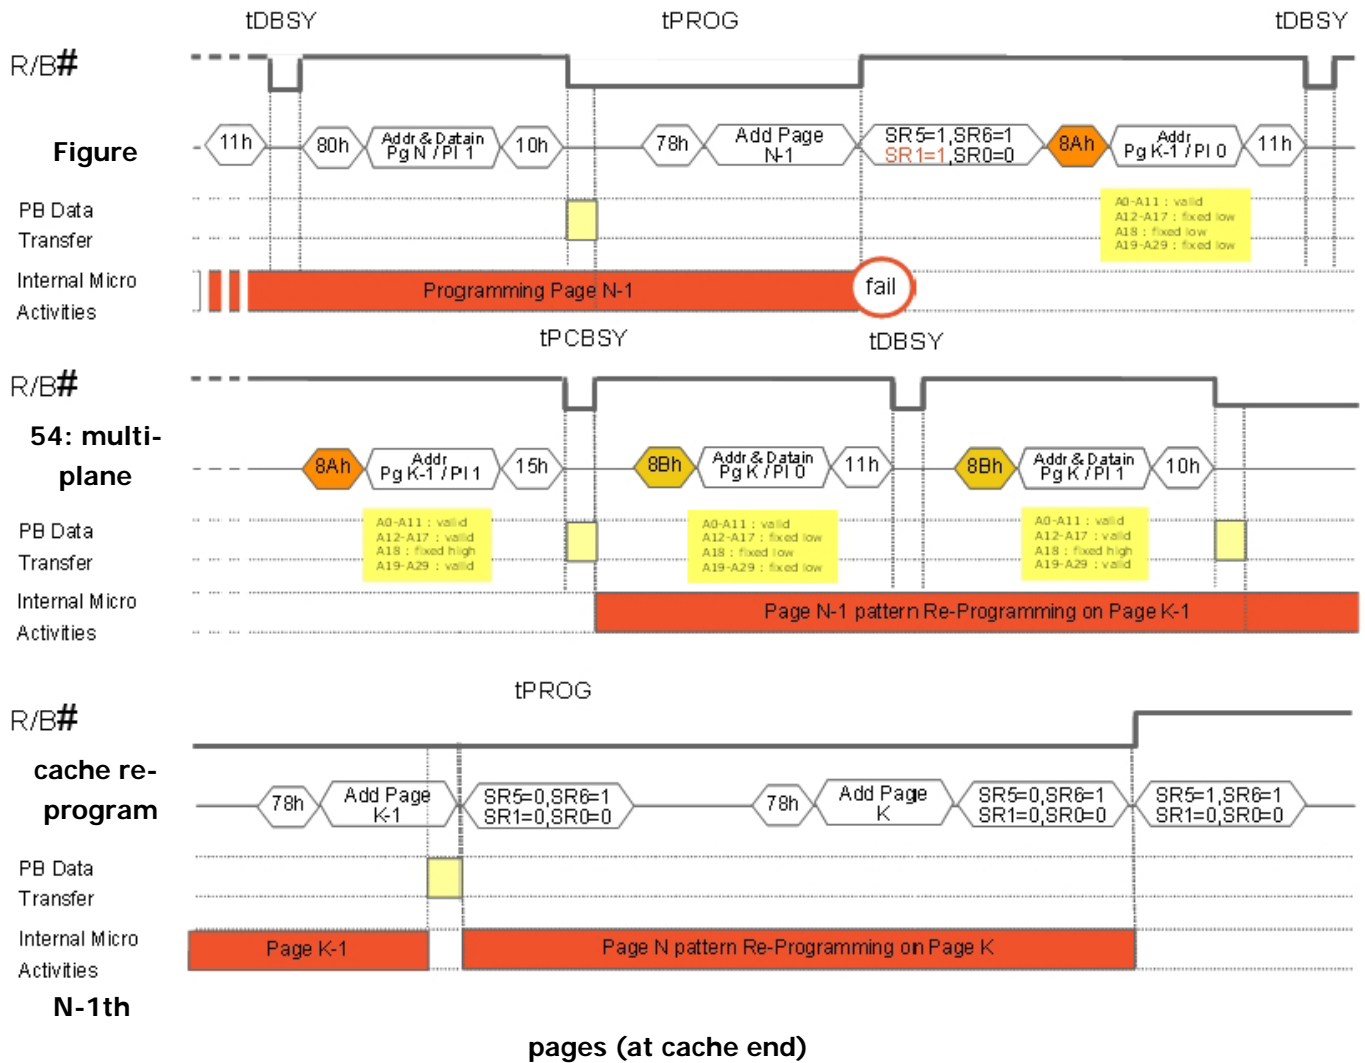 tDBSY tPROG tDBSY
R/B#
Figure
11h 80h Addr & Datain 10h 78h Add Page SR5=1,SR6=1 8Ah Addr 11h
Pg N / Pl 1 N-1 SR1=1,SR0=0 Pg K-1 / Pl 0
PB Data
Transfer
A0-A11 : valid
A12-A17 : fixed low
A18 : fixed low
A19-A29 : fixed low
Internal Micro
Activities
Programming Page N-1 fail
tPCBSY tDBSY
R/B#
54: multi-
plane
8Ah Addr 15h 8Bh Addr & Datain 11h 8Bh Addr & Datain 10h
Pg K-1 / Pl 1 Pg K / Pl 0 Pg K / Pl 1
PB Data
Transfer
A0-A11 : valid
A12-A17 : valid
A18 : fixed high
A19-A29 : valid
A0-A11 : valid
A12-A17 : fixed low
A18 : fixed low
A19-A29 : fixed low
A0-A11 : valid
A12-A17 : valid
A18 : fixed high
A19-A29 : valid
Internal Micro
Activities
Page N-1 pattern Re-Programming on Page K-1
tPROG
R/B#
cache re-
program
78h Add Page SR5=0,SR6=1 78h Add Page SR5=0,SR6=1 SR5=1,SR6=1
K-1 SR1=0,SR0=0 K SR1=0,SR0=0 SR1=0,SR0=0
PB Data
Transfer
Internal Micro
Activities
Page K-1 Page N pattern Re-Programming on Page K
N-1th
pages (at cache end)